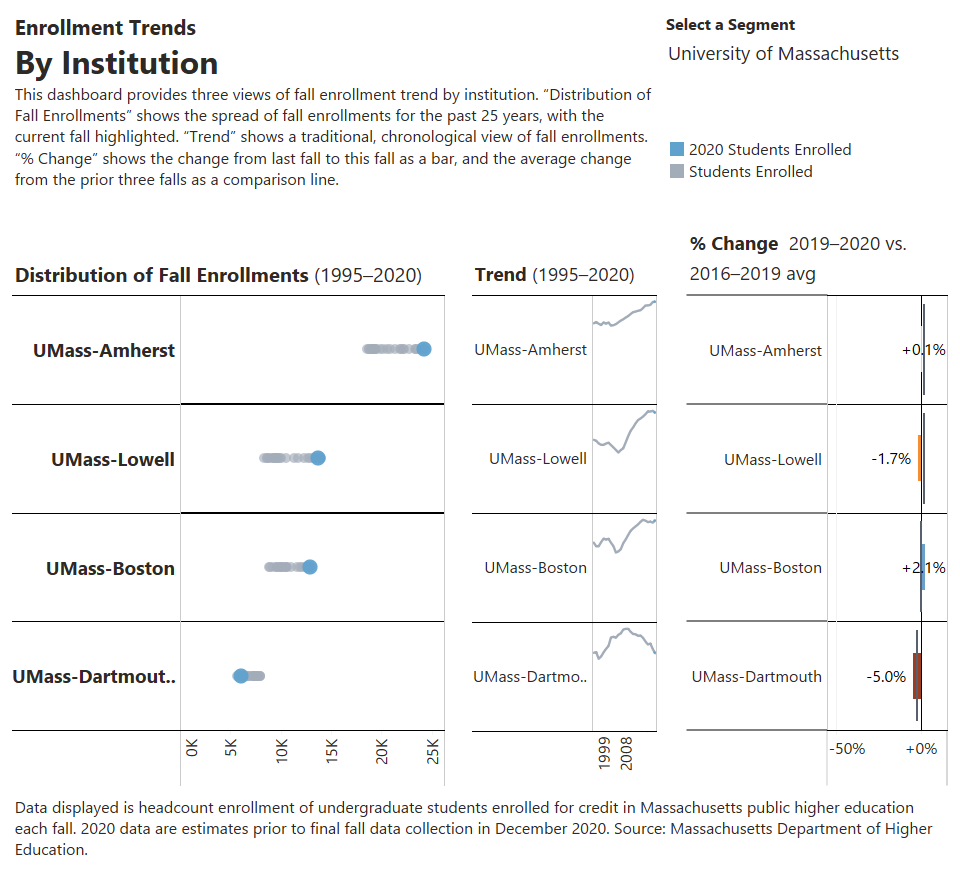 Enrollment Trends
By Institution
This dashboard provides three views of fall enrollment trend by institution. “Distribution of
Fall Enrollments” shows the spread of fall enrollments for the past 25 years, with the
current fall highlighted. “Trend” shows a traditional, chronological view of fall enrollments.
“% Change” shows the change from last fall to this fall as a bar, and the average change
from the prior three falls as a comparison line.
Select a Segment
University of Massachusetts
2020 Students Enrolled
Students Enrolled
Distribution of Fall Enrollments (1995–2020)
UMass-Amherst
UMass-Lowell
UMass-Boston
UMass-Dartmout..
0K
5K
10K
15K
20K
25K
Trend (1995–2020)
UMass-Amherst
UMass-Lowell
UMass-Boston
UMass-Dartmo..
1999
2008
% Change 2019–2020 vs.
2016–2019 avg
UMass-Amherst
+0.1%
UMass-Lowell
-1.7%
UMass-Boston
+2.1%
UMass-Dartmouth
-5.0%
-50%
+0%
Data displayed is headcount enrollment of undergraduate students enrolled for credit in Massachusetts public higher education
each fall. 2020 data are estimates prior to final fall data collection in December 2020. Source: Massachusetts Department of Higher
Education.